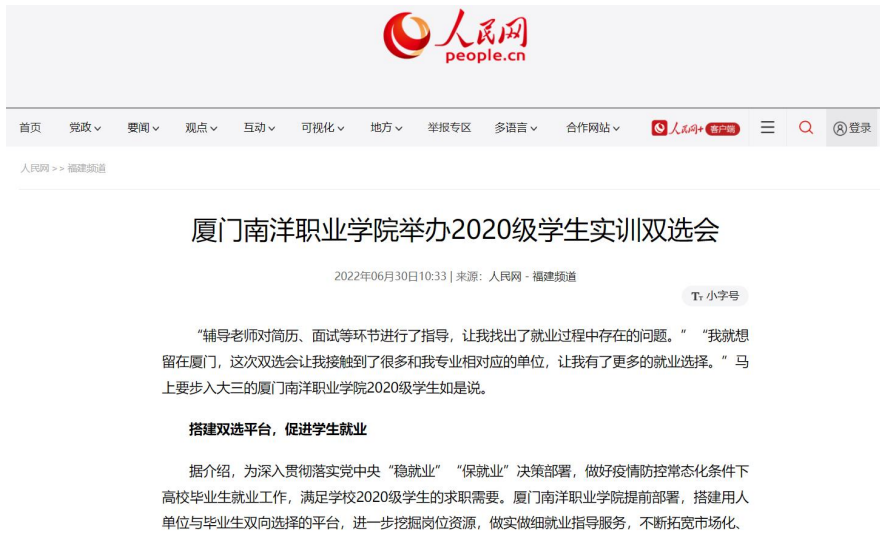 人民网
people.cn
首页 党政 要闻 观点 互动 可视化 地方 举报专区 多语言 合作网站 人民网+ 客户端 登录
人民网 >> 福建频道
厦门南洋职业学院举办2020级学生实训双选会
2022年06月30日10:33 | 来源：人民网－福建频道
TT 小字号
“辅导老师对简历、面试等环节进行了指导，让我找出了就业过程中存在的问题。”“我就想
留在厦门，这次双选会让我接触到了很多和我专业相对应的单位，让我有了更多的就业选择。”马
上要步入大三的厦门南洋职业学院2020级学生如是说。
搭建双选平台，促进学生就业
据介绍，为深入贯彻落实党中央“稳就业”“保就业”决策部署，做好疫情防控常态化条件下
高校毕业生就业工作，满足学校2020级学生的求职需要。厦门南洋职业学院提前部署，搭建用人
单位与毕业生双向选择的平台，进一步挖掘岗位资源，做实做细就业指导服务，不断拓宽市场化、